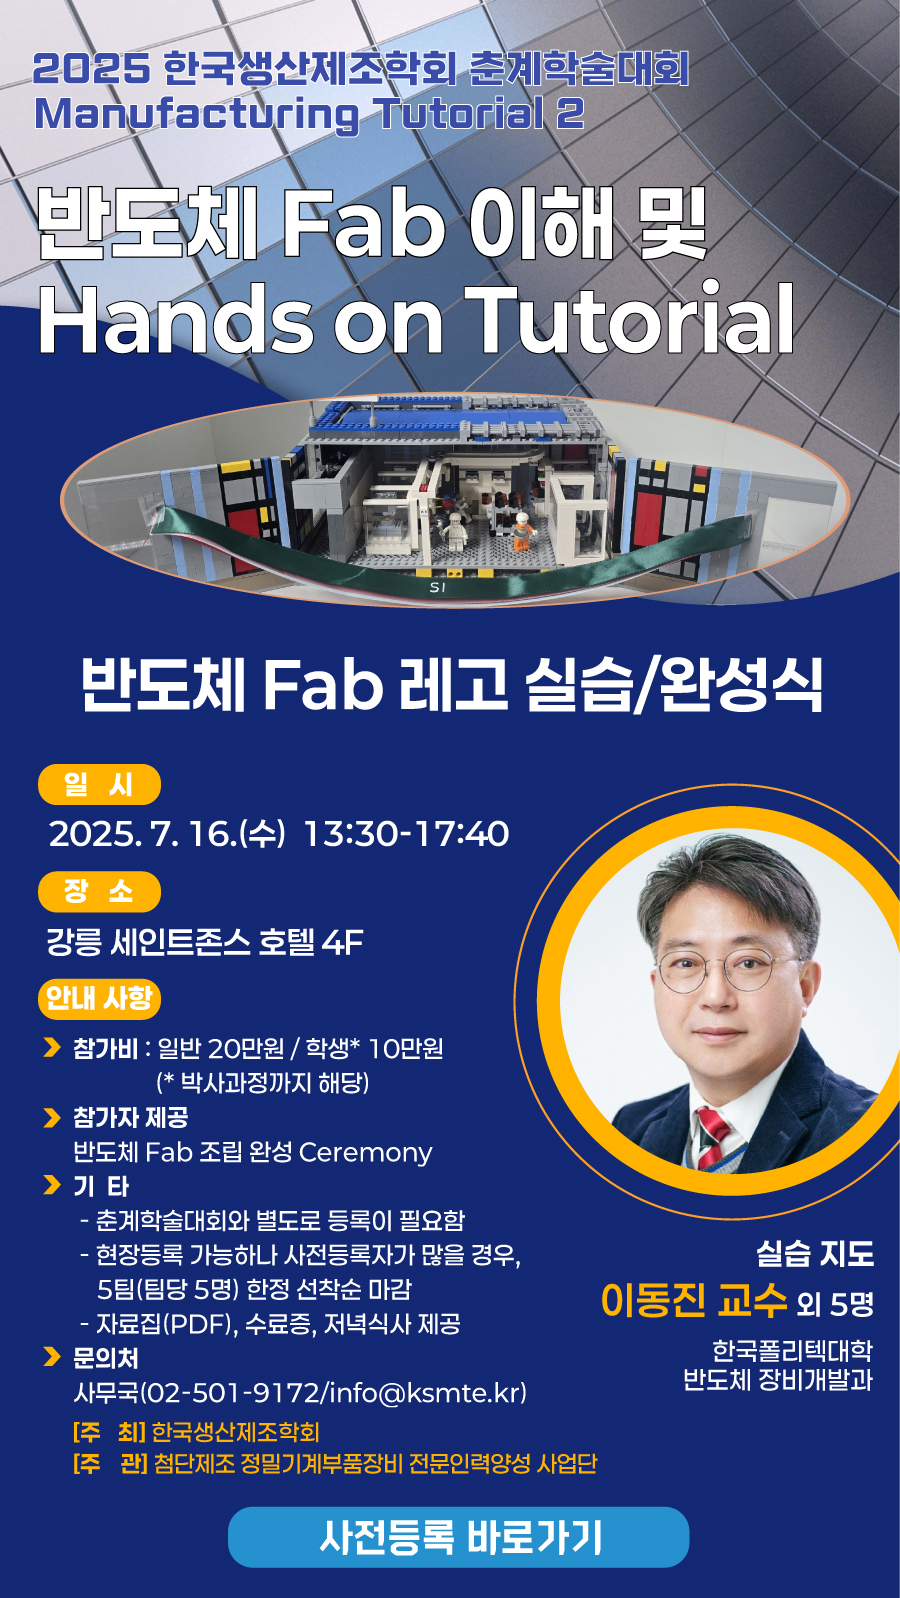 2025 한국생산제조학회 춘계학술대회
Manufacturing Tutorial 2
반도체 Fab 이해 및
Hands on Tutorial
SI
반도체 Fab 레고 실습/완성식
일 시
2025. 7. 16.(수) 13:30-17:40
장 소
강릉 세인트존스 호텔 4F
안내 사항
참가비 : 일반 20만원 / 학생* 10만원
(* 박사과정까지 해당)
참가자 제공
반도체 Fab 조립 완성 Ceremony
기 타
- 춘계학술대회와 별도로 등록이 필요함
- 현장등록 가능하나 사전등록자가 많을 경우,
5팀(팀당 5명) 한정 선착순 마감
- 자료집(PDF), 수료증, 저녁식사 제공
문의처
사무국(02-501-9172/info@ksmte.kr)
[주 최] 한국생산제조학회
[주 관] 첨단제조 정밀기계부품장비 전문인력양성 사업단
실습 지도
이동진 교수 외 5명
한국폴리텍대학
반도체 장비개발과
사전등록 바로가기